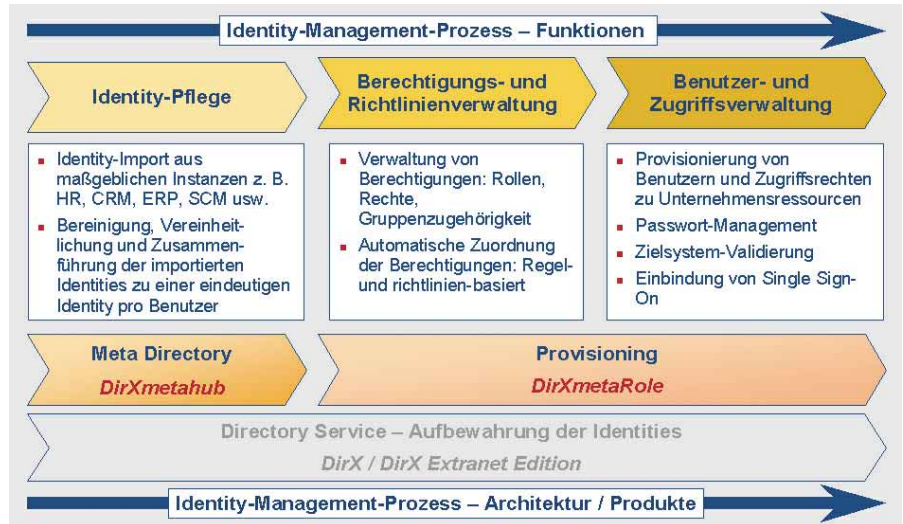 Identity-Management-Prozess – Funktionen
Identity-Pflege
Berechtigungs- und
Richtlinienverwaltung
Benutzer- und
Zugriffsverwaltung
Identity-Import aus
maßgeblichen Instanzen z. B.
HR, CRM, ERP, SCM usw.
Bereinigung, Vereinheit-
lichung und Zusammen-
führung der importierten
Identities zu einer eindeutigen
Identity pro Benutzer
Verwaltung von
Berechtigungen: Rollen,
Rechte,
Gruppenzugehörigkeit
Automatische Zuordnung
der Berechtigungen: Regel-
und richtlinien-basiert
Provisionierung von
Benutzern und Zugriffsrechten
zu Unternehmensressourcen
Passwort-Management
Zielsystem-Validierung
Einbindung von Single Sign-
On
Meta Directory
DirXmetahub
Provisioning
DirXmetaRole
Directory Service – Aufbewahrung der Identities
DirX / DirX Extranet Edition
Identity-Management-Prozess – Architektur / Produkte